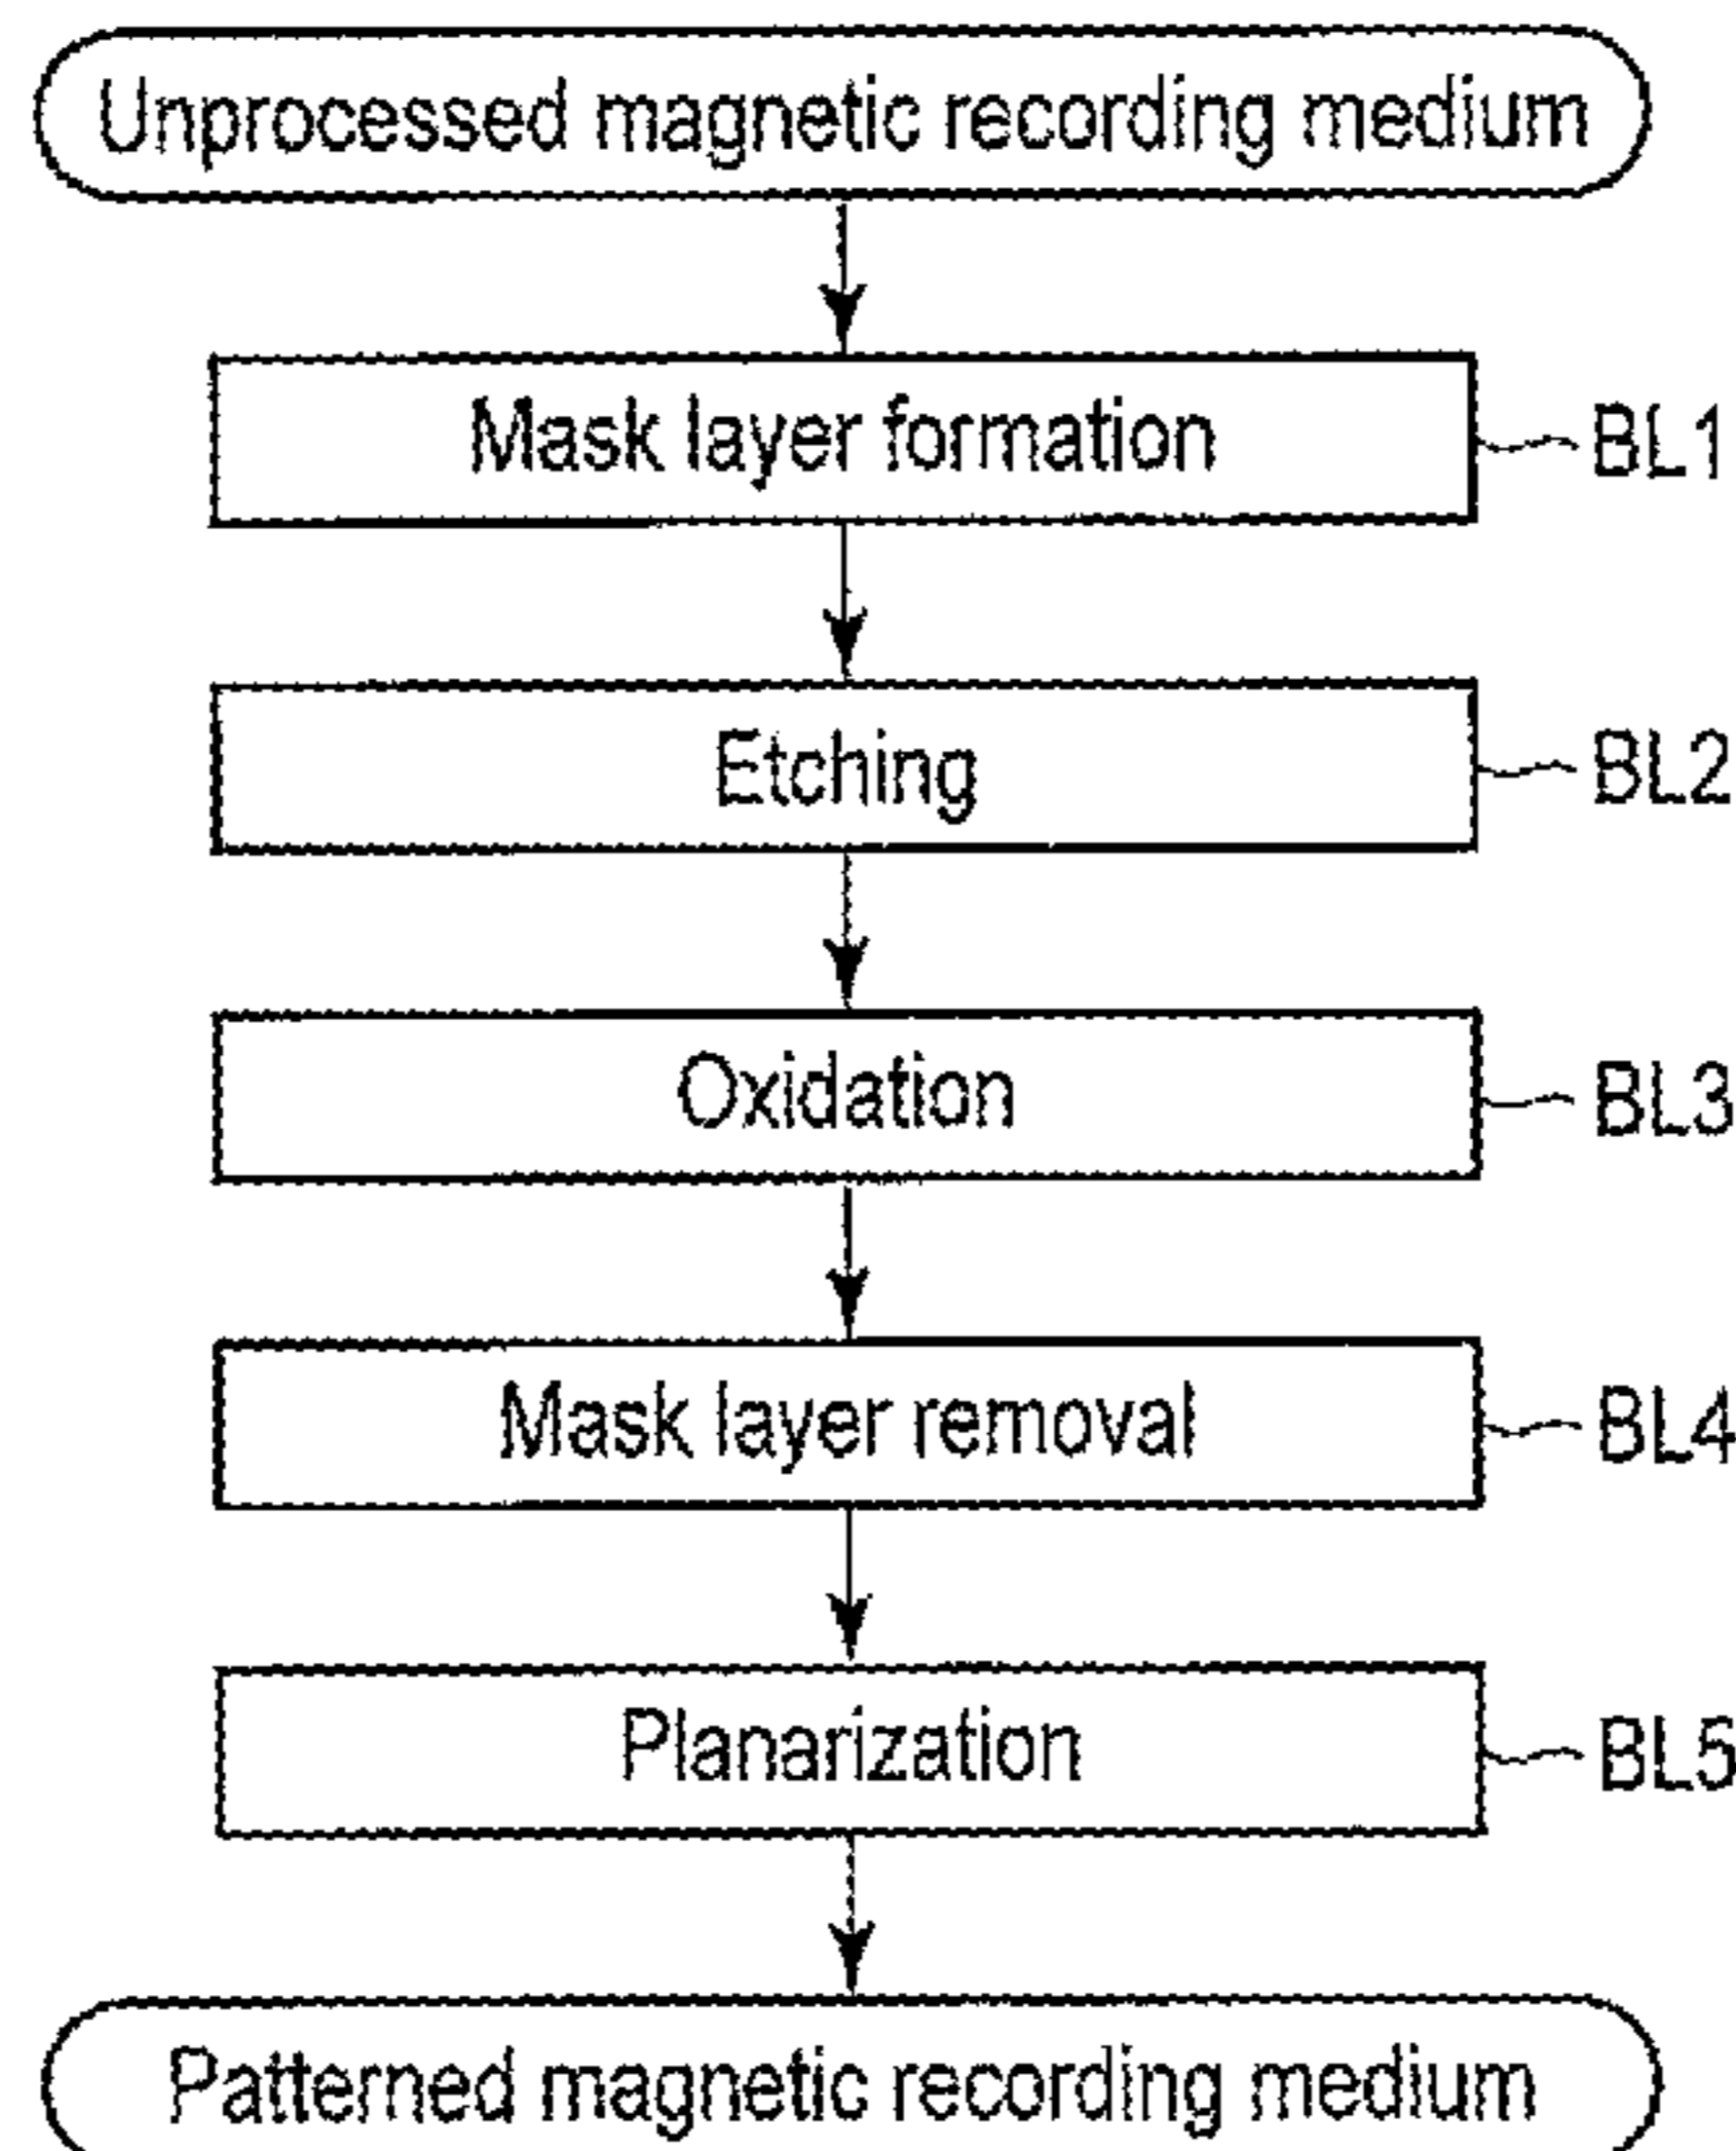 Unprocessed magnetic recording medium
Mask layer formation
BL1
Etching
BL2
Oxidation
BL3
Mask layer removal
BL4
Planarization
BL5
Patterned magnetic recording medium